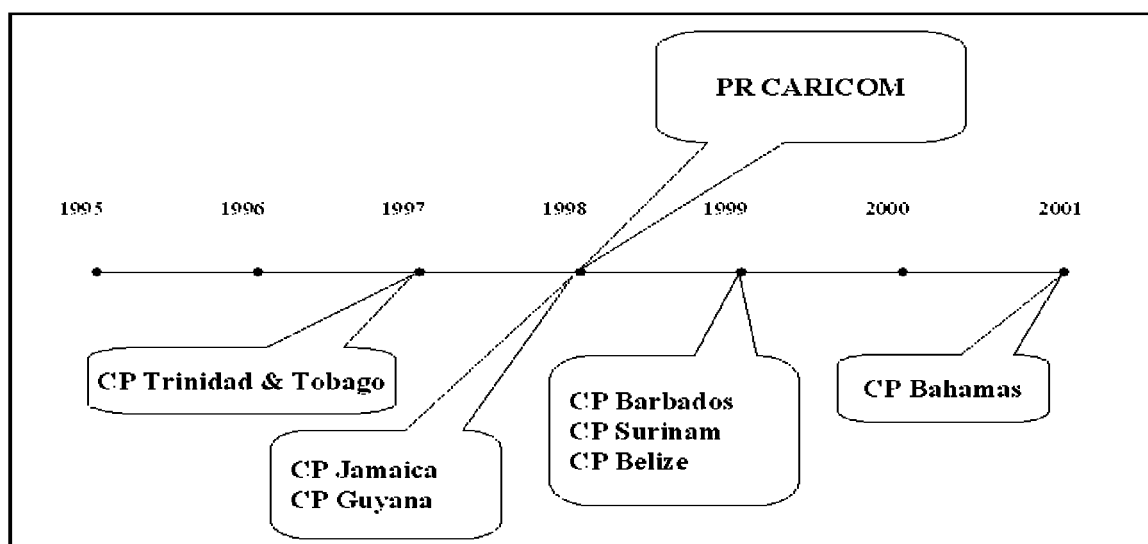 PR CARICOM
1995 1996 1997 1998 1999 2000 2001
CP Trinidad & Tobago
CP Jamaica
CP Guyana
CP Barbados
CP Surinam
CP Belize
CP Bahamas